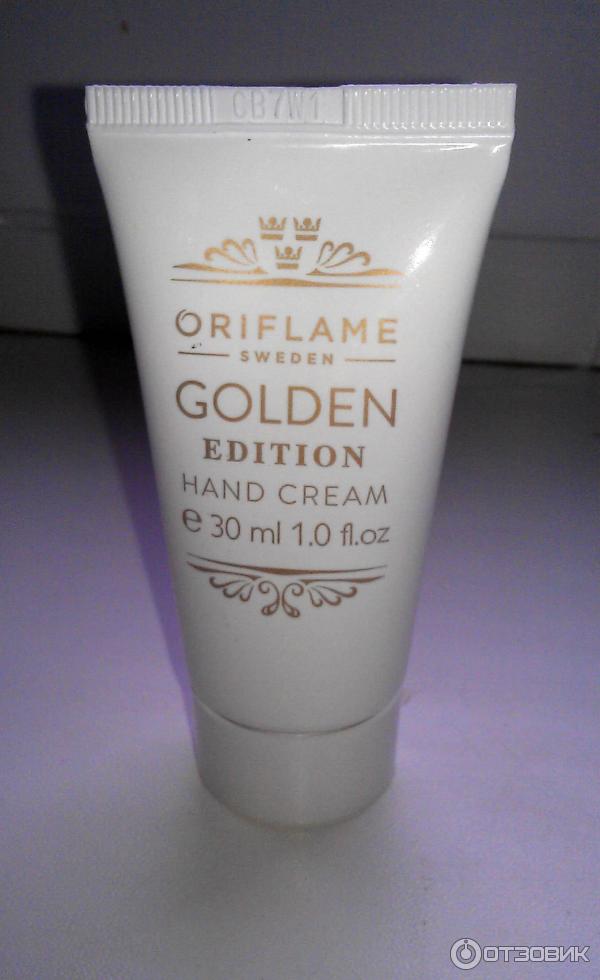 CB7W1
ORIFLAME
SWEDEN
GOLDEN
EDITION
HAND CREAM
℮ 30 ml 1.0 fl.oz
ОТЗОВИК